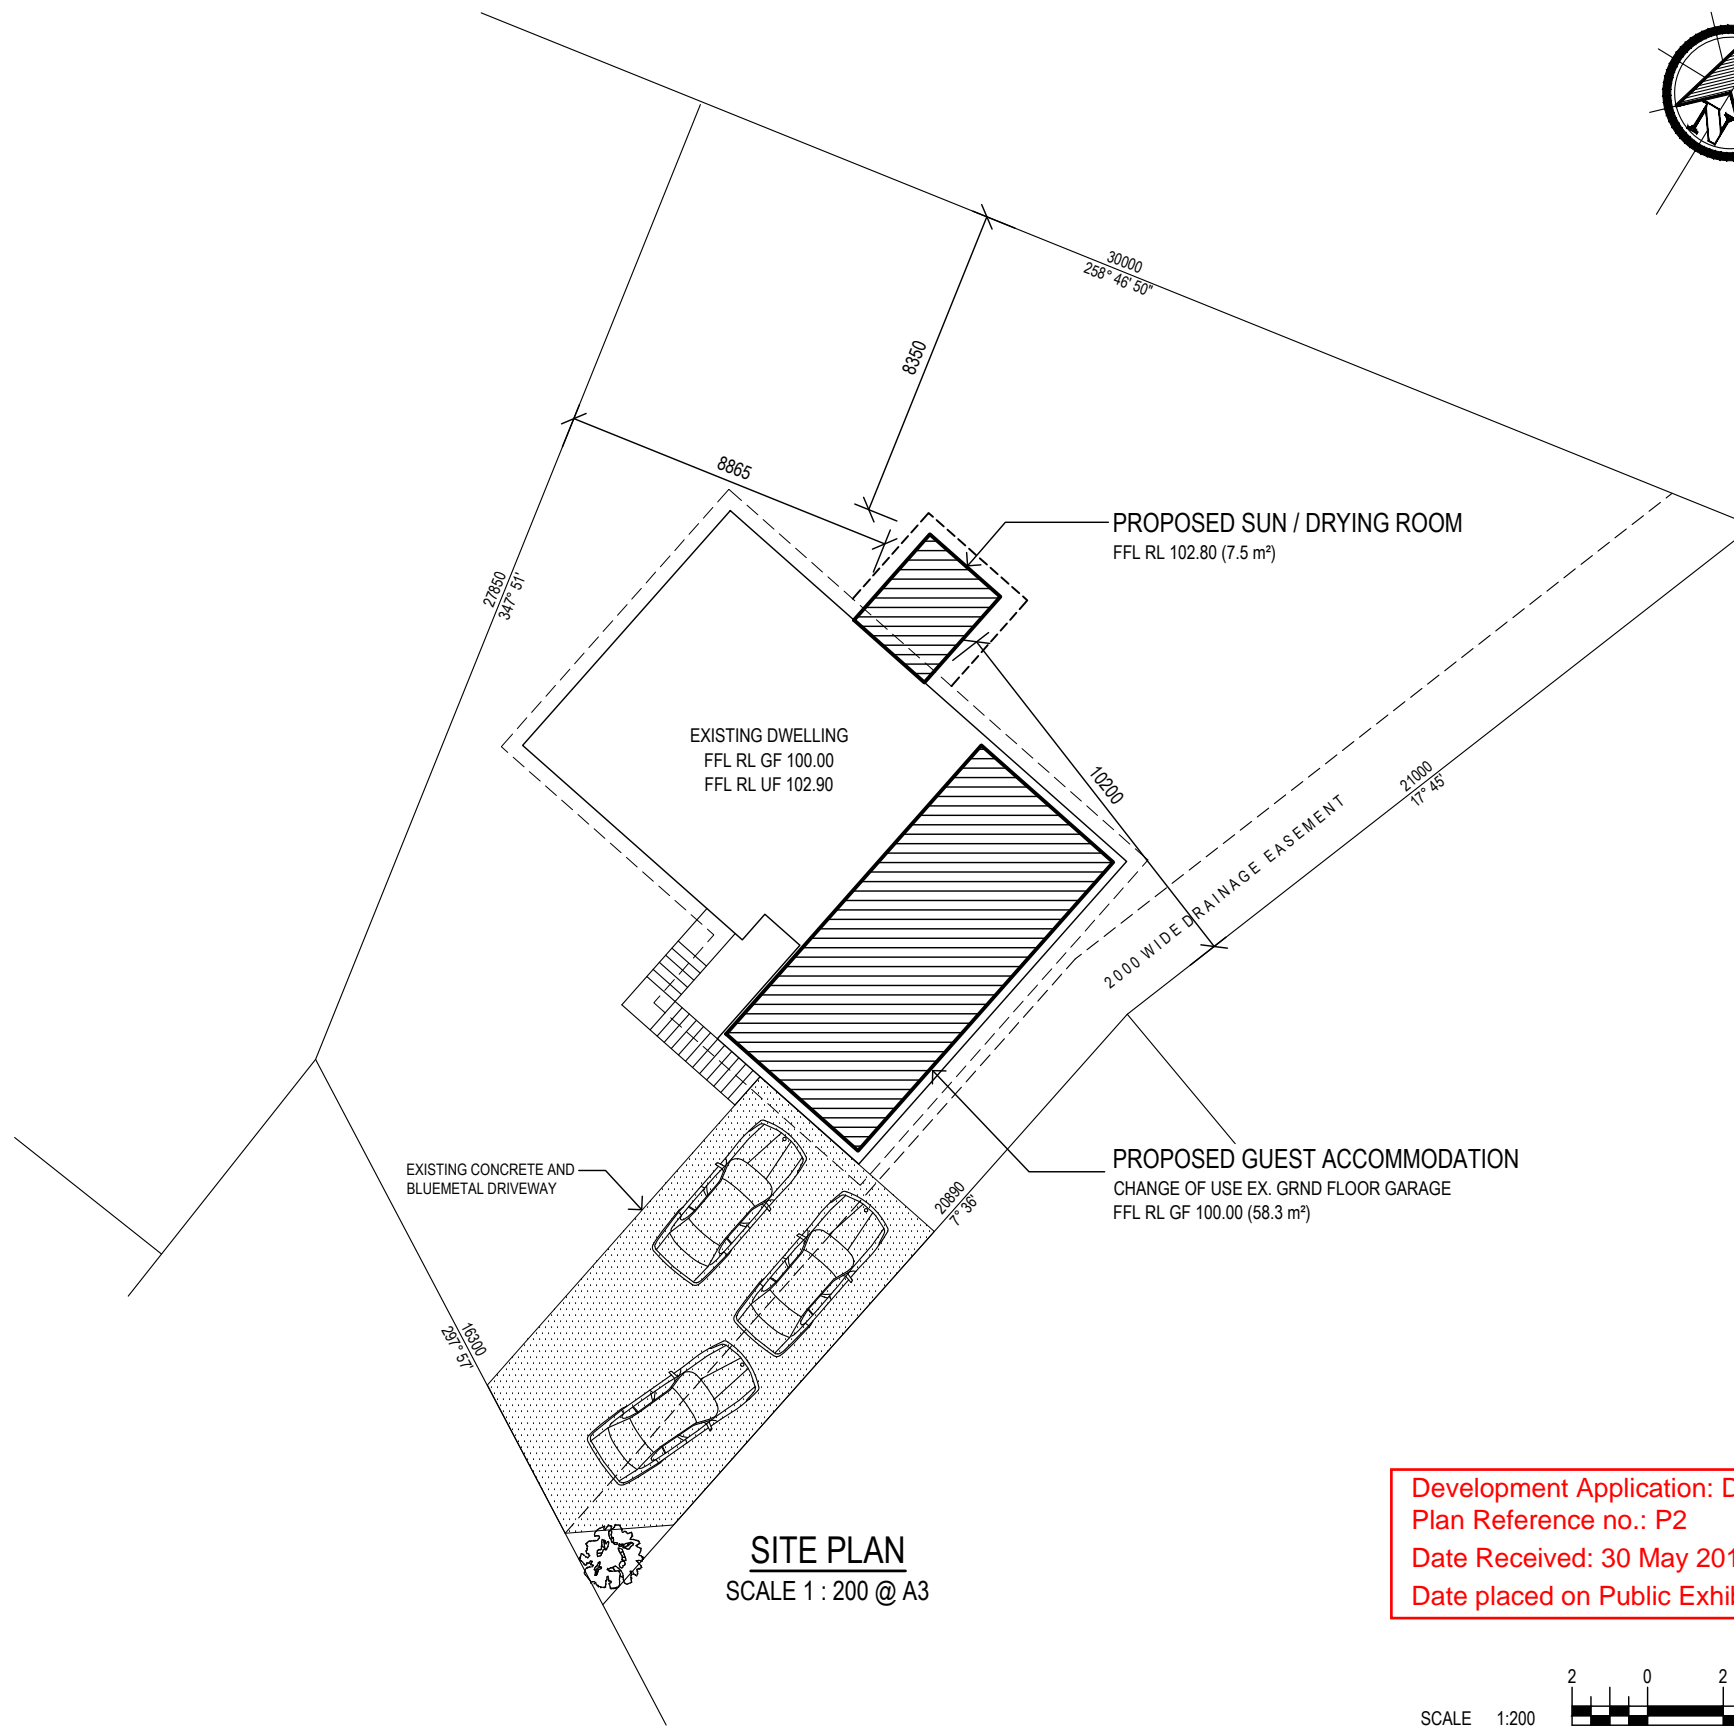 N
30000
258° 46' 50"
8350
8865
PROPOSED SUN / DRYING ROOM
FFL RL 102.80 (7.5 m²)
27850
347° 51'
EXISTING DWELLING
FFL RL GF 100.00
FFL RL UF 102.90
10200
21000
17° 45'
2000 WIDE DRAINAGE EASEMENT
EXISTING CONCRETE AND
BLUEMETAL DRIVEWAY
PROPOSED GUEST ACCOMMODATION
CHANGE OF USE EX. GRND FLOOR GARAGE
FFL RL GF 100.00 (58.3 m²)
20890
7° 36'
16300
297° 57'
SITE PLAN
SCALE 1 : 200 @ A3
Development Application: D
Plan Reference no.: P2
Date Received: 30 May 201
Date placed on Public Exhib
2 0 2
SCALE 1:200